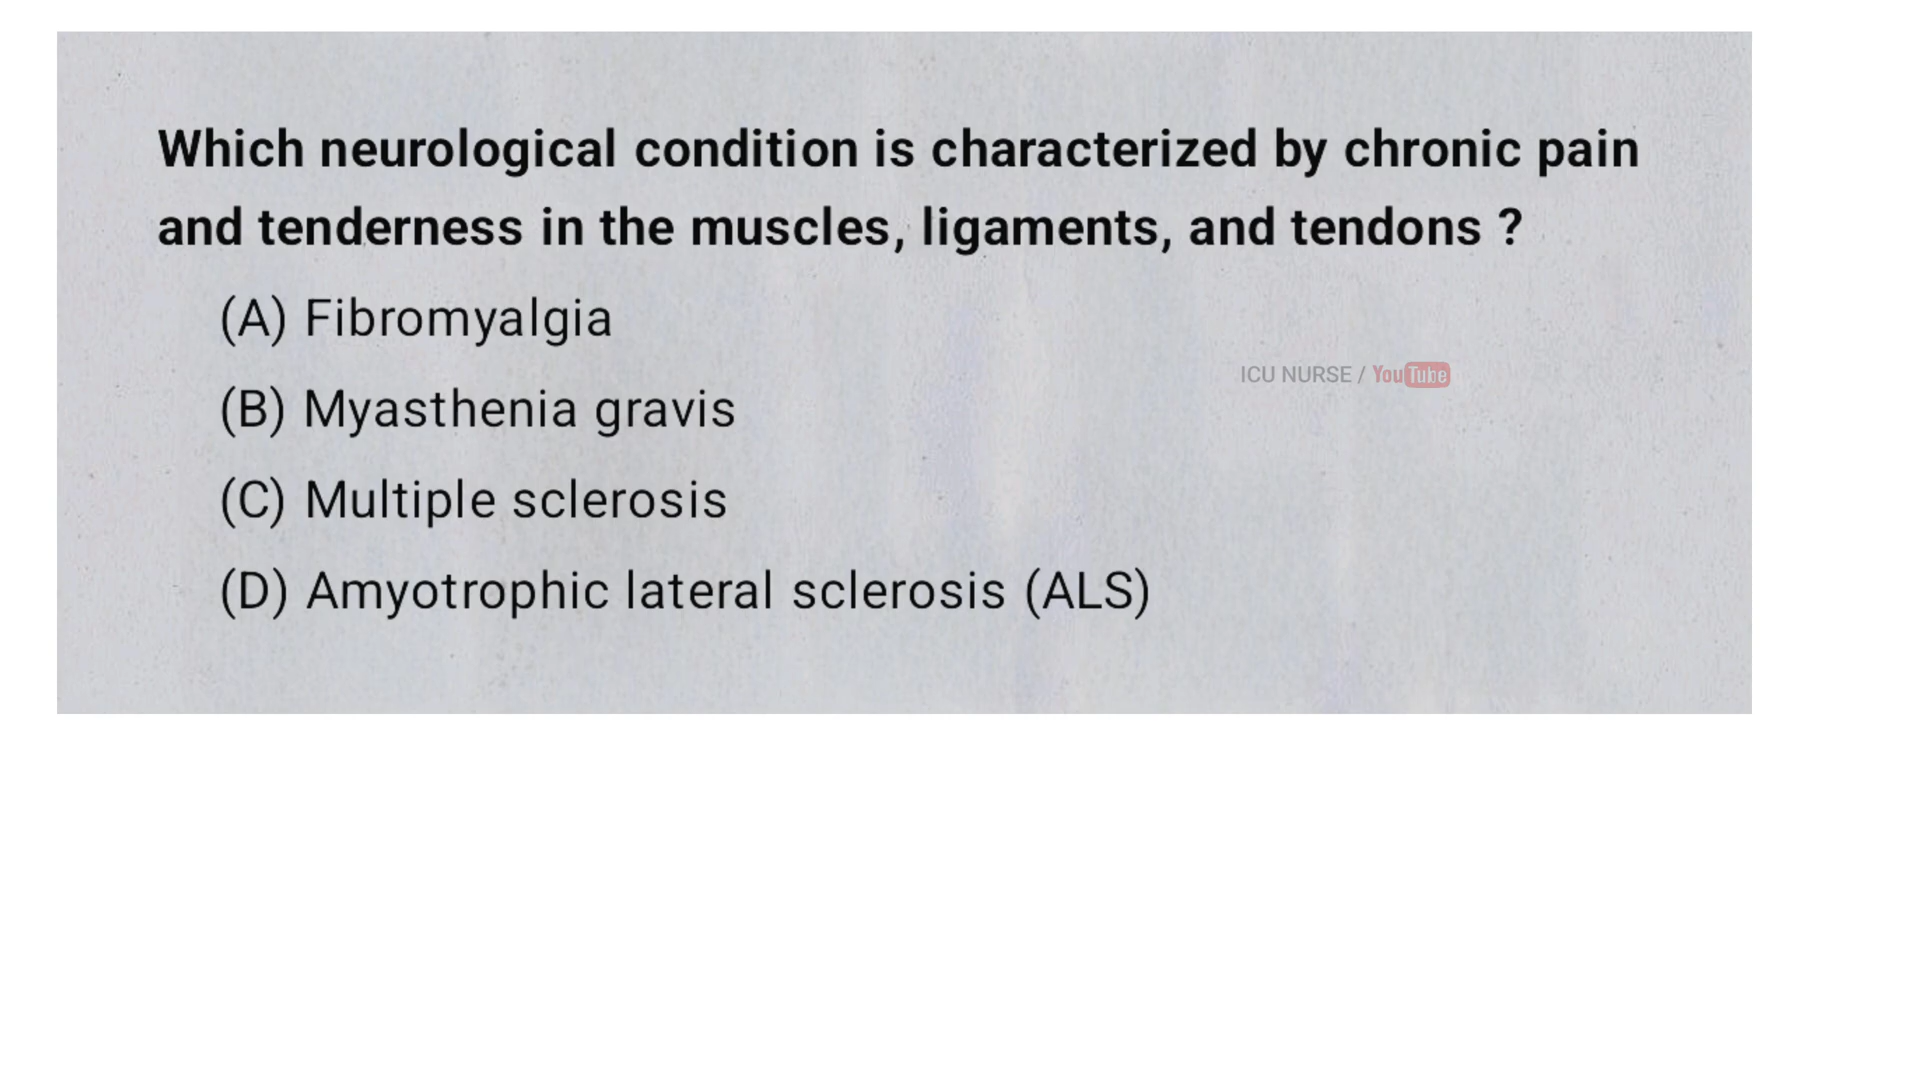 Which neurological condition is characterized by chronic pain
and tenderness in the muscles, ligaments, and tendons ?
(A) Fibromyalgia
ICU NURSE / YouTube
(B) Myasthenia gravis
(C) Multiple sclerosis
(D) Amyotrophic lateral sclerosis (ALS)